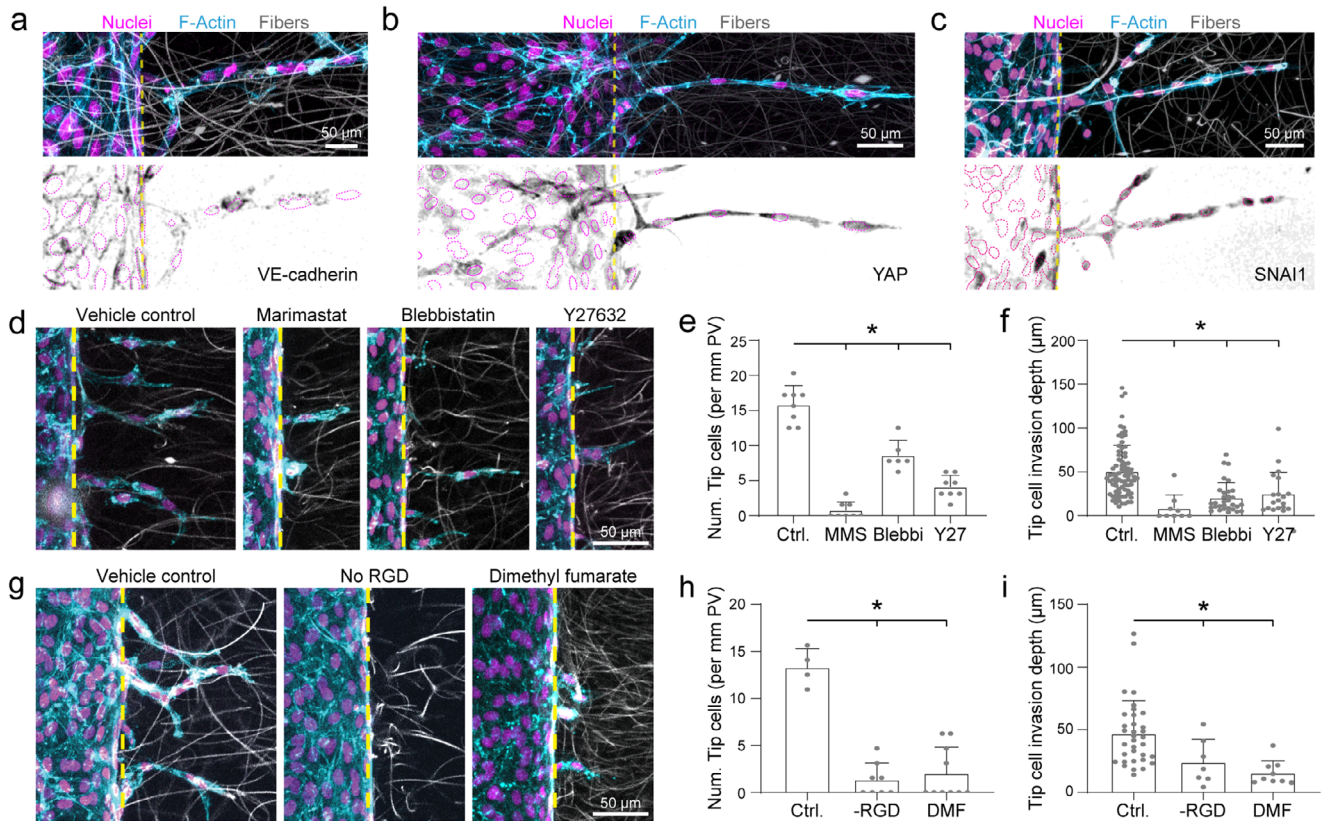 a
Nuclei F-Actin Fibers
50 µm
VE-cadherin
b
Nuclei F-Actin Fibers
50 µm
YAP
c
Nuclei F-Actin Fibers
50 µm
SNAI1
d
Vehicle control Marimastat Blebbistatin Y27632
50 µm
e
Num. Tip cells (per mm PV)
25
20
15
10
5
0
*
Ctrl. MMS Blebbi Y27
f
Tip cell invasion depth (µm)
200
150
100
50
0
*
Ctrl. MMS Blebbi Y27
g
Vehicle control No RGD Dimethyl fumarate
50 µm
h
Num. Tip cells (per mm PV)
20
15
10
5
0
*
Ctrl. -RGD DMF
i
Tip cell invasion depth (µm)
150
100
50
0
*
Ctrl. -RGD DMF